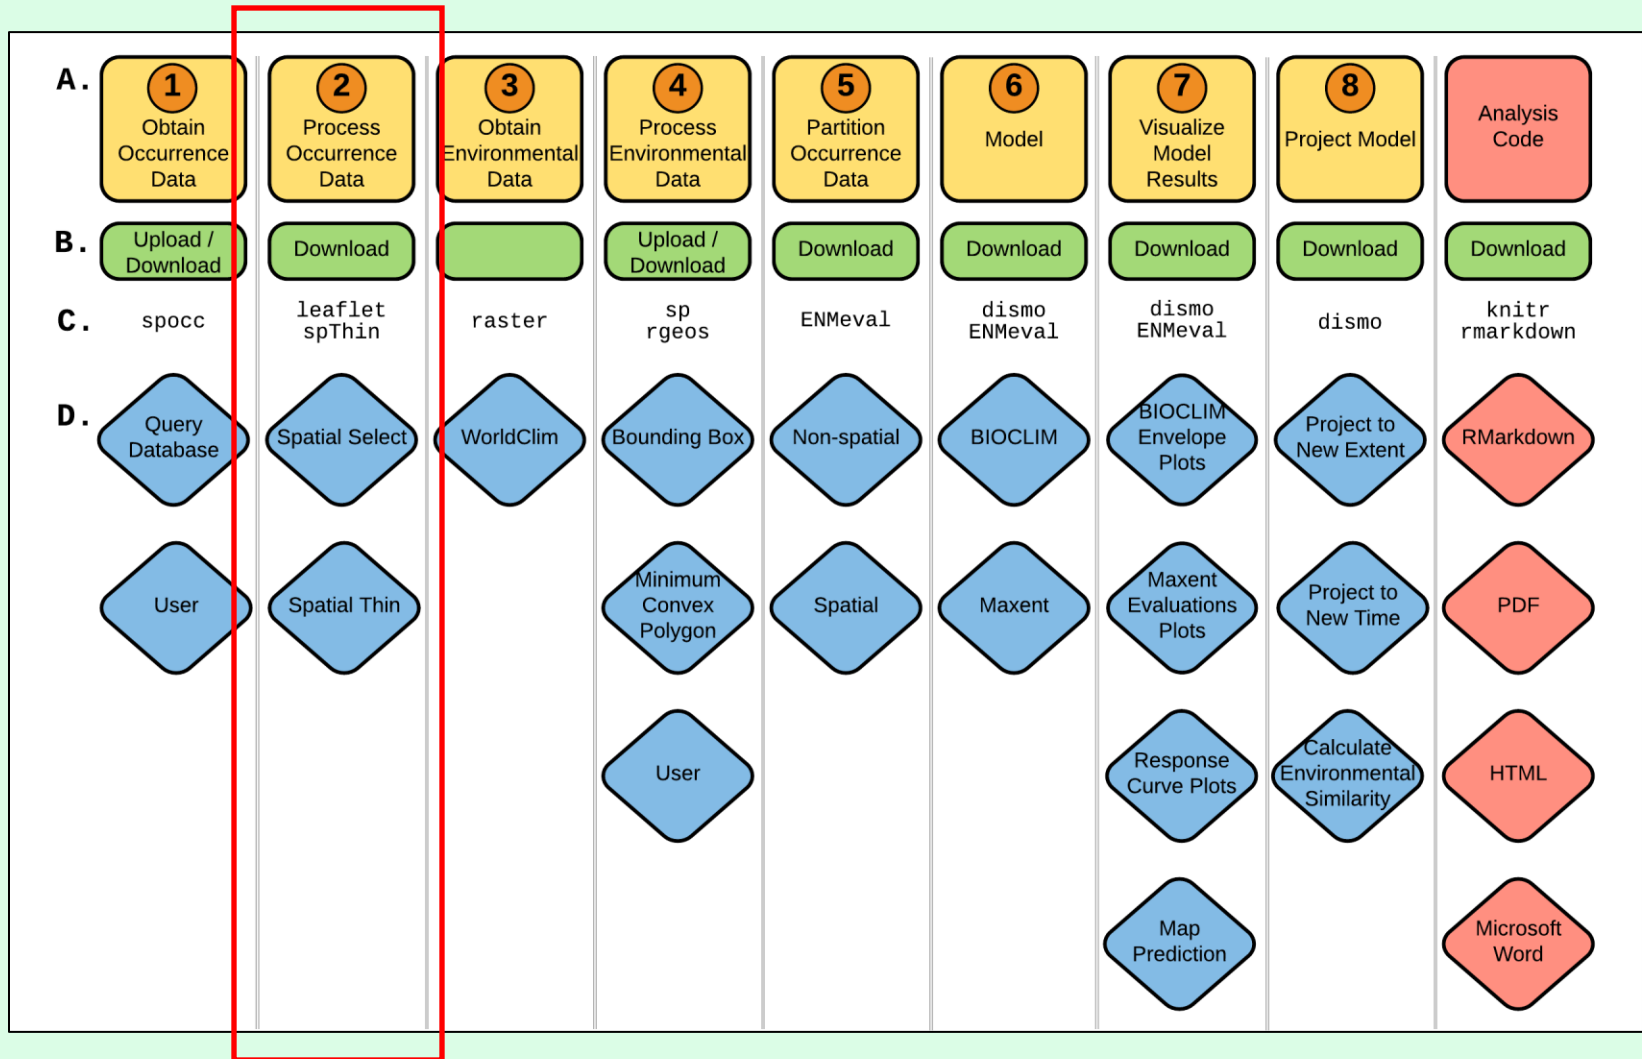 A.
1
Obtain
Occurrence
Data
2
Process
Occurrence
Data
3
Obtain
Environmental
Data
4
Process
Environmental
Data
5
Partition
Occurrence
Data
6
Model
7
Visualize
Model
Results
8
Project Model
Analysis
Code
B.
Upload /
Download
Download
Upload /
Download
Download
Download
Download
Download
Download
C.
spocc
leaflet
spThin
raster
sp
rgeos
ENMeval
dismo
ENMeval
dismo
ENMeval
dismo
knitr
rmarkdown
D.
Query
Database
Spatial Select
WorldClim
Bounding Box
Non-spatial
BIOCLIM
BIOCLIM
Envelope
Plots
Project to
New Extent
RMarkdown
User
Spatial Thin
Minimum
Convex
Polygon
Spatial
Maxent
Maxent
Evaluations
Plots
Project to
New Time
PDF
User
Response
Curve Plots
Calculate
Environmental
Similarity
HTML
Map
Prediction
Microsoft
Word